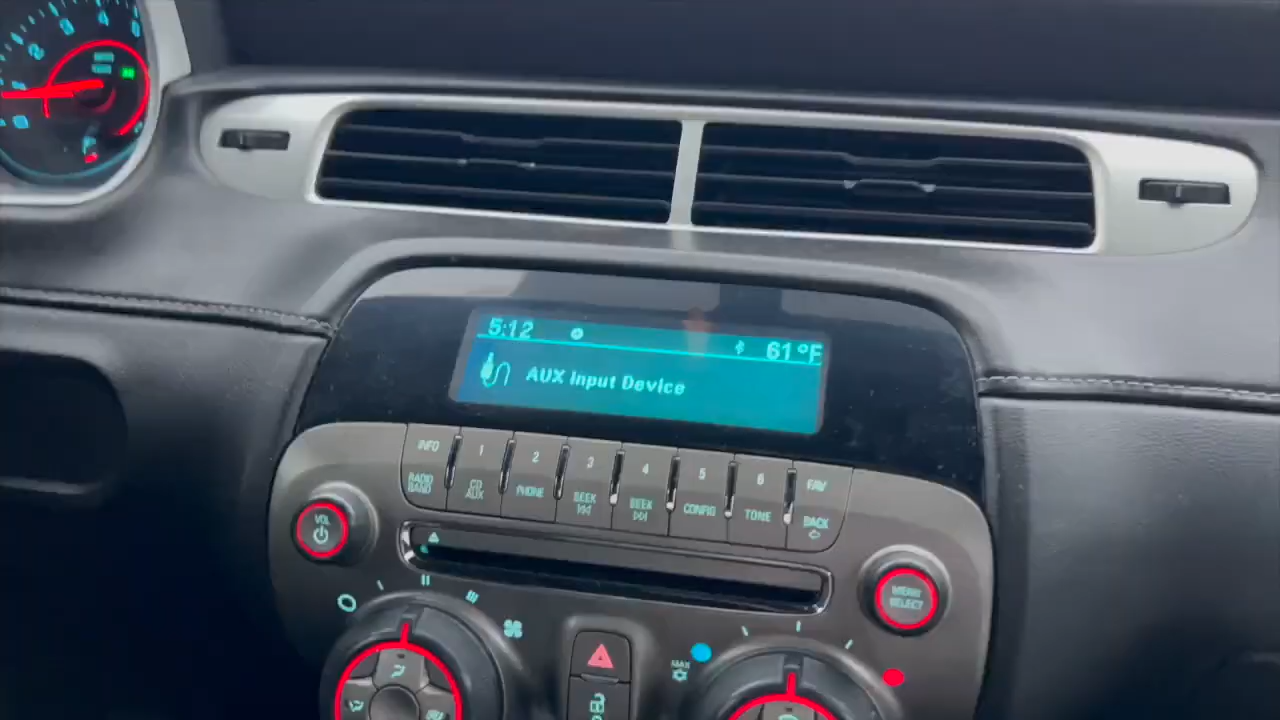 5:12
61°F
AUX Input Device
INFO
1
2
3
4
5
6
FAV
RADIO
BAND
CD
AUX
PHONE
SEEK
SEEK
CONFIG
TONE
BACK
VOL
MENU
SELECT
MAX